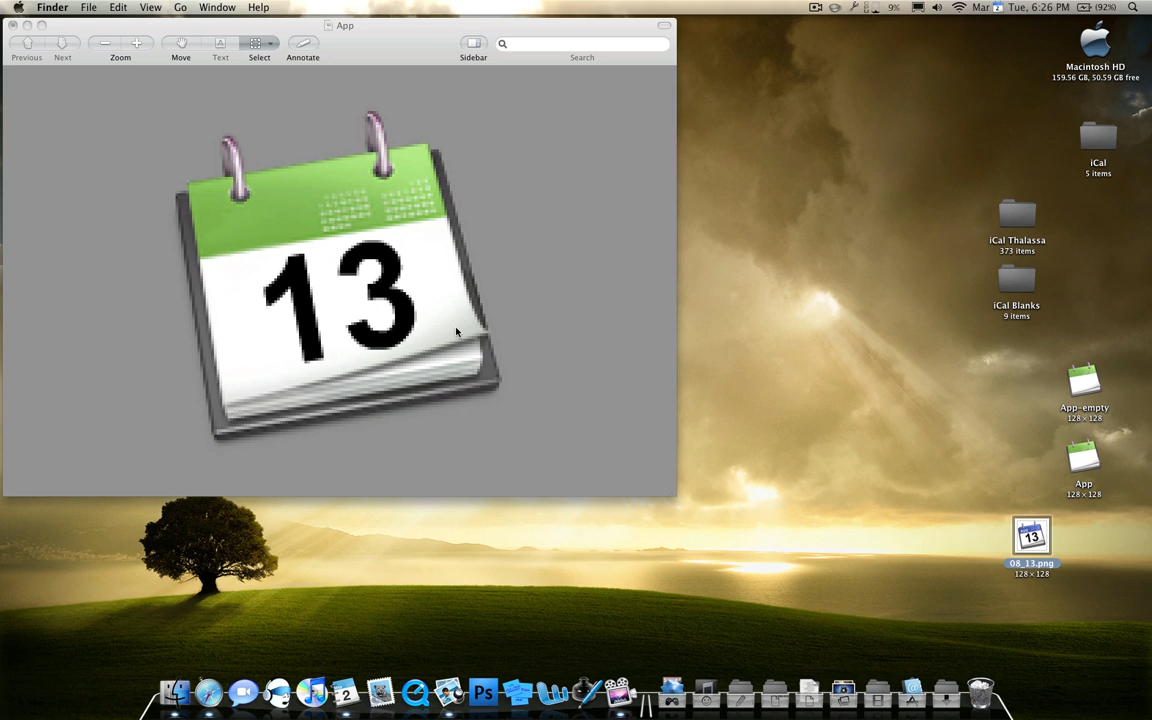 Finder File Edit View Go Window Help
9% Mar 2 Tue, 6:26 PM (92%)
App
Previous Next Zoom Move Text Select Annotate Sidebar Search
13
Macintosh HD
159.56 GB, 50.59 GB free
iCal
5 items
iCal Thalassa
373 items
iCal Blanks
9 items
App-empty
128 × 128
App
128 × 128
13
08_13.png
128 × 128
2
Ps